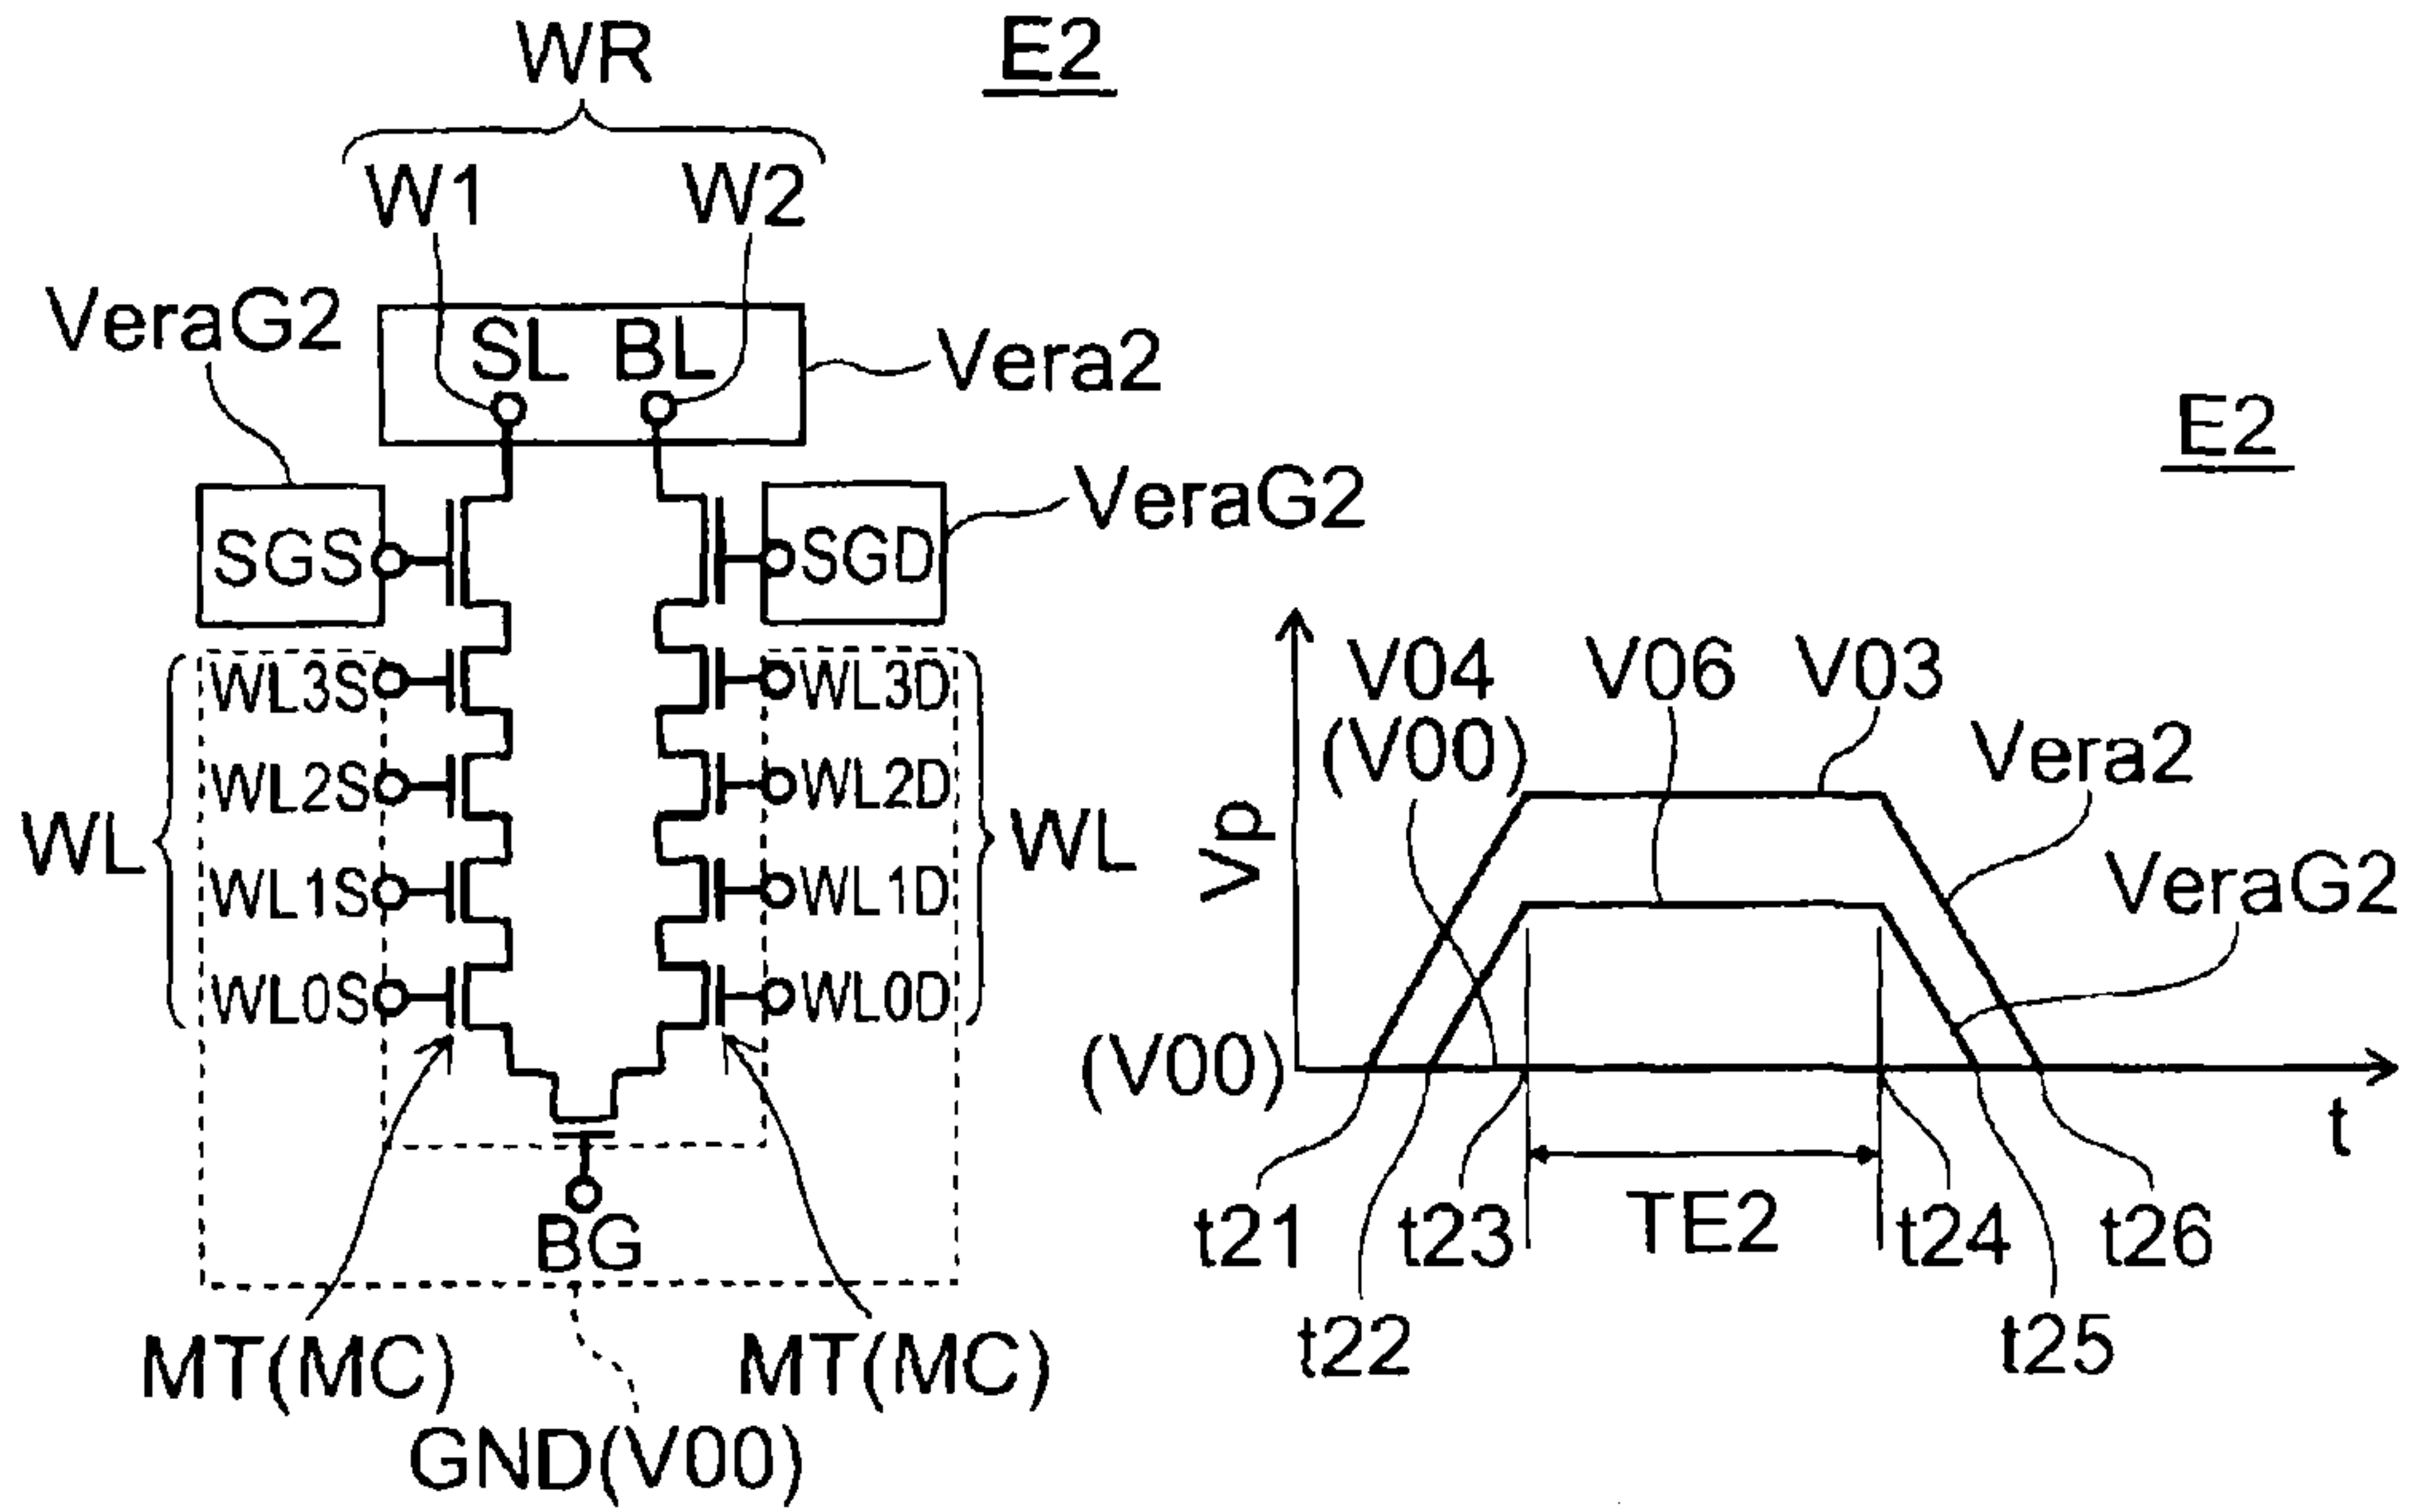 WR
E2
W1
W2
VeraG2
SL
BL
Vera2
SGS
SGD
VeraG2
WL3S
WL3D
WL2S
WL2D
WL
WL
WL1S
WL1D
WL0S
WL0D
BG
MT(MC)
MT(MC)
GND(V00)
E2
V04
(V00)
V06
V03
Vera2
VeraG2
Vp
(V00)
t
t21
t22
t23
TE2
t24
t25
t26